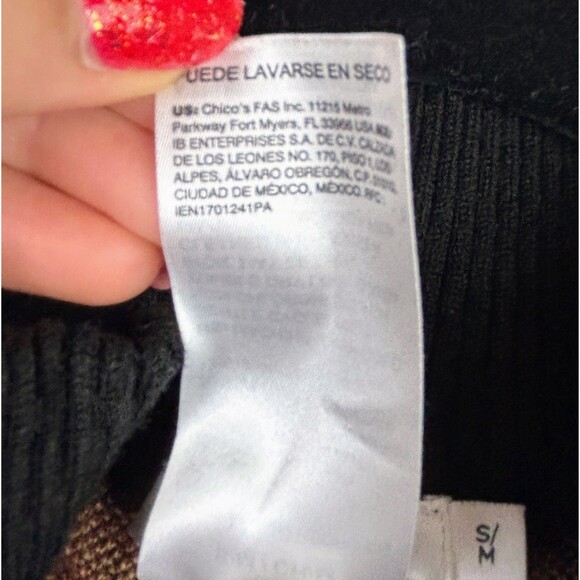 UEDE LAVARSE EN SECO
US: Chico's FAS Inc. 11215 Metro
Parkway Fort Myers, FL 33966 USA
IB ENTERPRISES S.A. DE C.V. CALZADA
DE LOS LEONES NO. 170, PISO 1, LOS
ALPES, ÁLVARO OBREGÓN, C.P.
CIUDAD DE MÉXICO, MÉXICO. RFC:
IEN1701241PA
S/
M